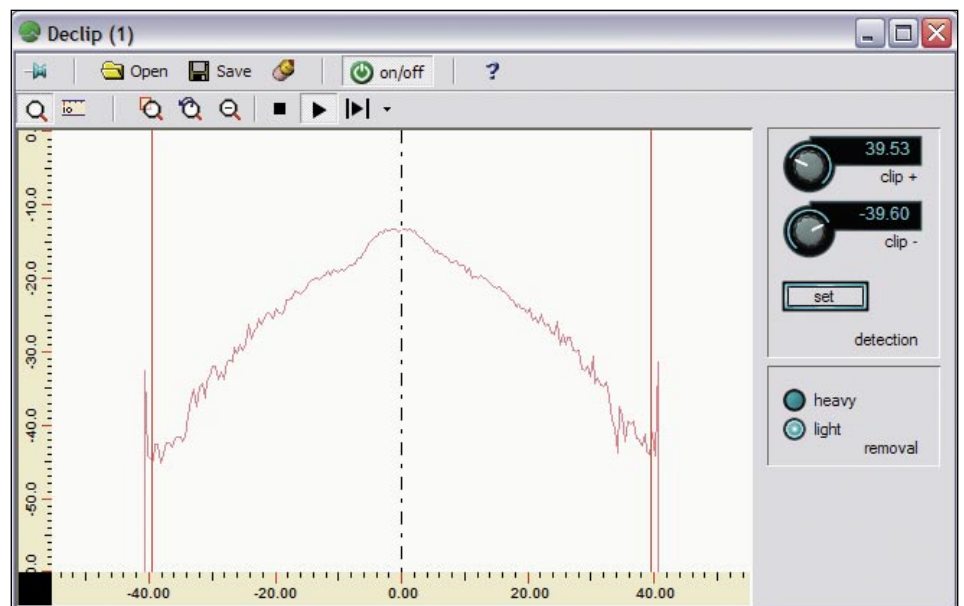 Declip (1)
Open Save on/off ?
io
0.
-10.0
-20.0
-30.0
-40.0
-50.0
0.0
-40.00 -20.00 0.00 20.00 40.00
39.53
clip +
-39.60
clip -
set
detection
heavy
light
removal